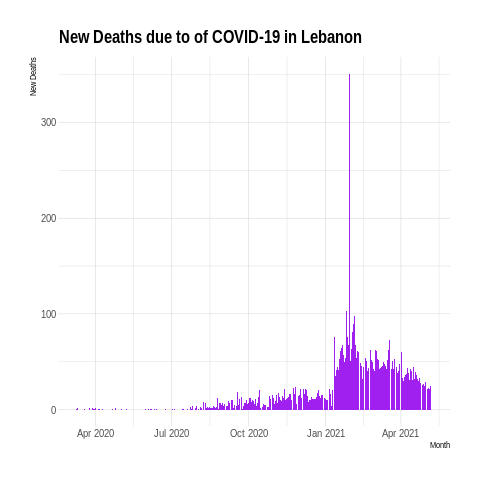 New Deaths due to of COVID-19 in Lebanon
New Deaths
300
200
100
0
Apr 2020 Jul 2020 Oct 2020 Jan 2021 Apr 2021
Month